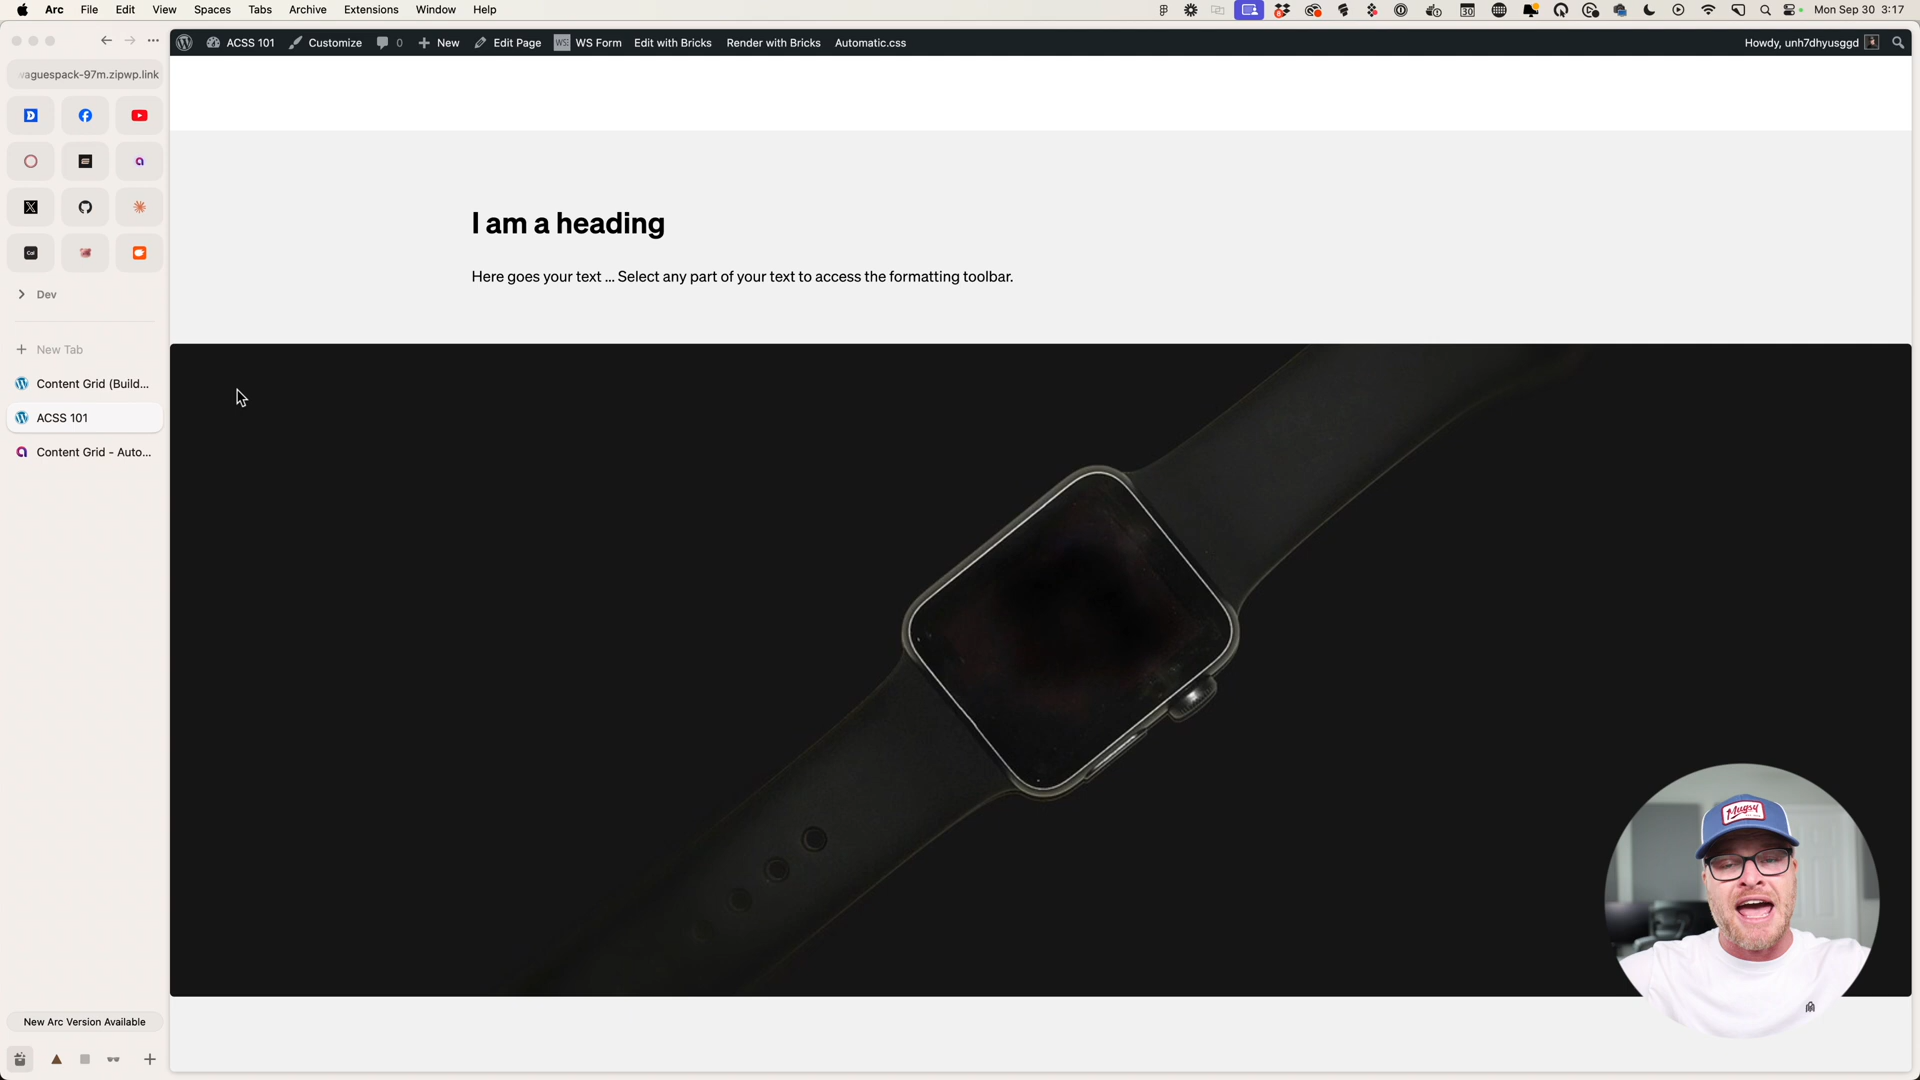 Arc File Edit View Spaces Tabs Archive Extensions Window Help
30
Mon Sep 30 3:17
ACSS 101 Customize 0 New Edit Page WS Form Edit with Bricks Render with Bricks Automatic.css
Howdy, unh7dhyusggd
aguespack-97m.zipwp.link
Dev
New Tab
Content Grid (Build...
ACSS 101
Content Grid - Auto...
I am a heading
Here goes your text ... Select any part of your text to access the formatting toolbar.
Mugsy
New Arc Version Available